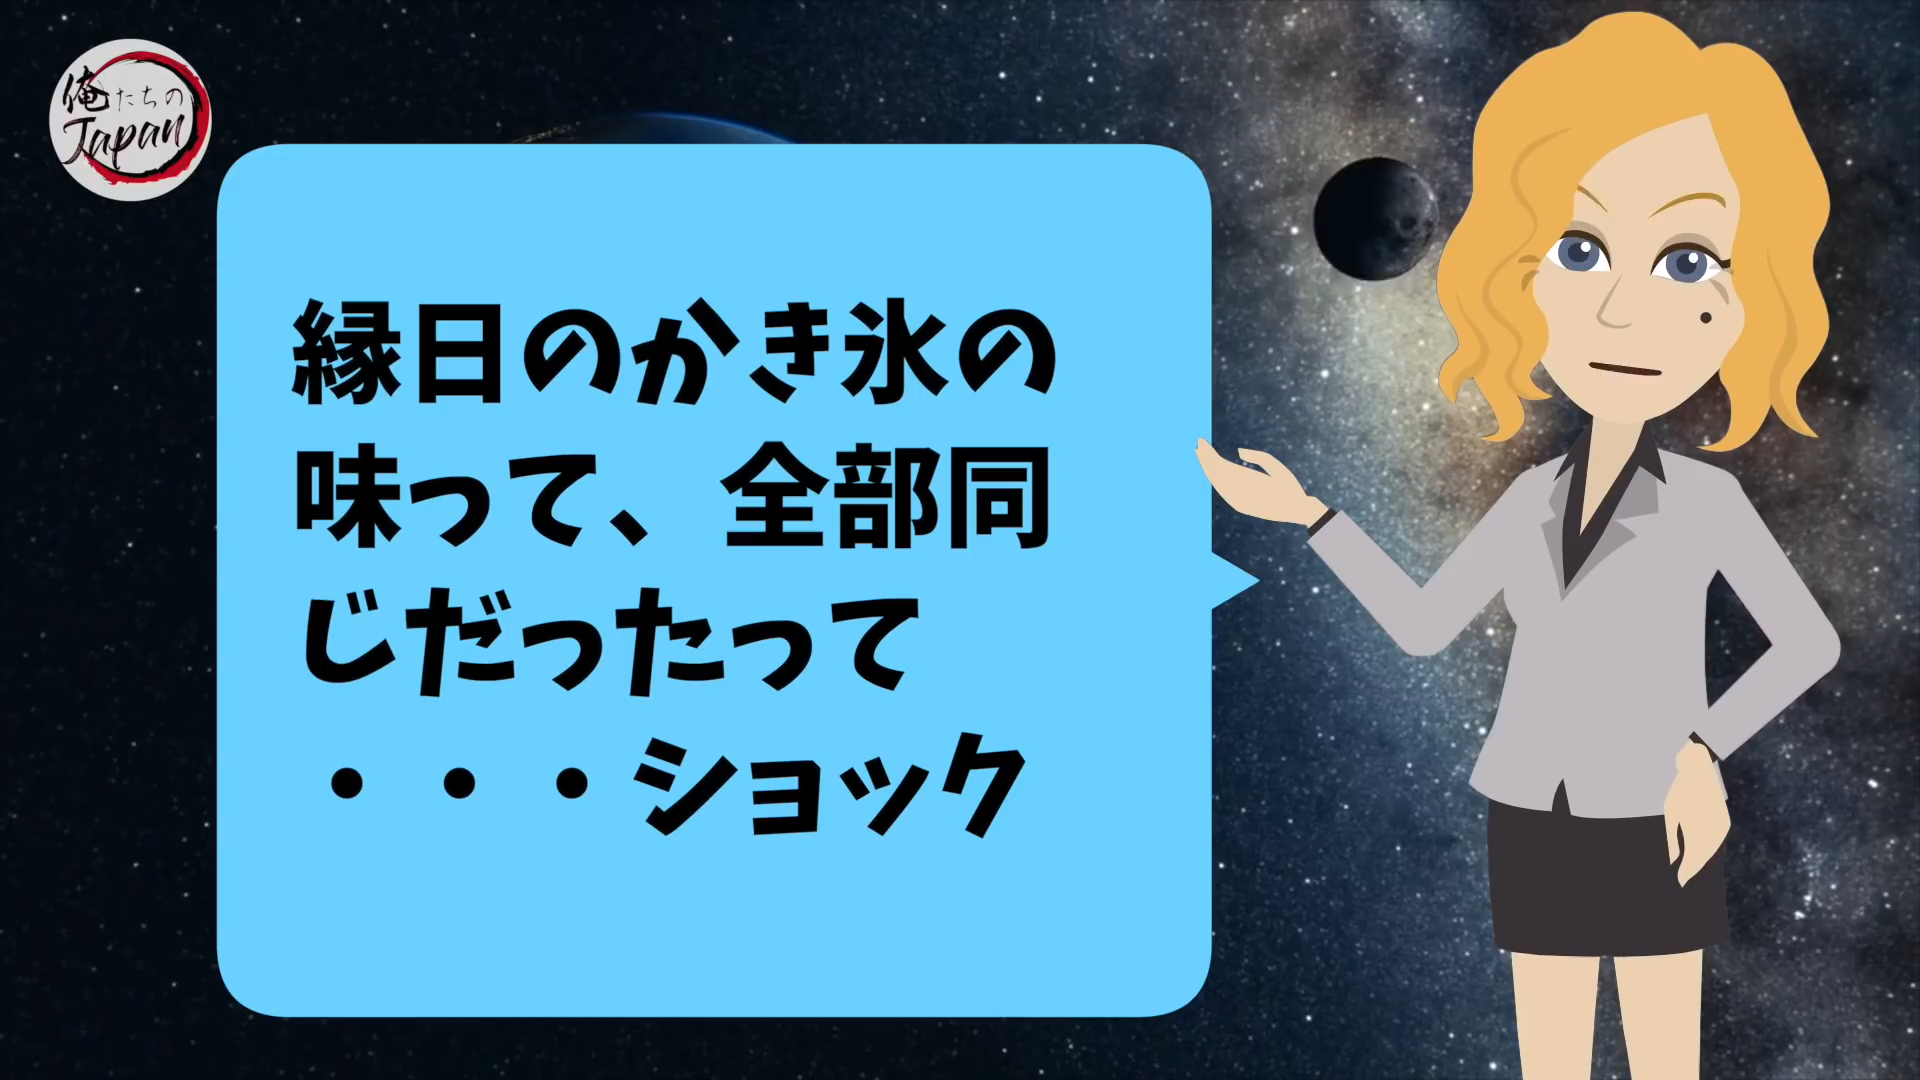 俺たちの
Japan
縁日のかき氷の
味って、全部同
じだったって
・・・ショック